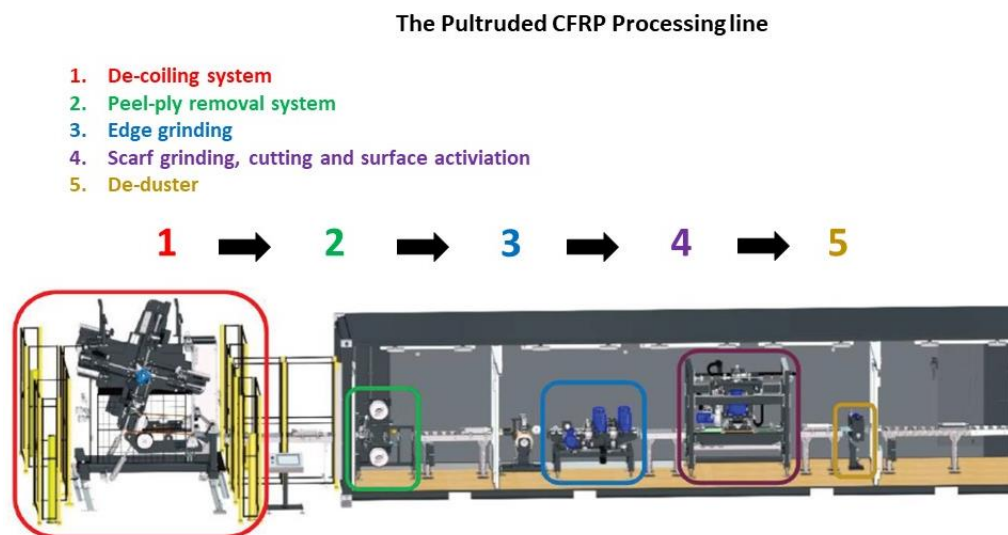 The Pultruded CFRP Processing line
1. De-coiling system
2. Peel-ply removal system
3. Edge grinding
4. Scarf grinding, cutting and surface activiation
5. De-duster
1 2 3 4 5